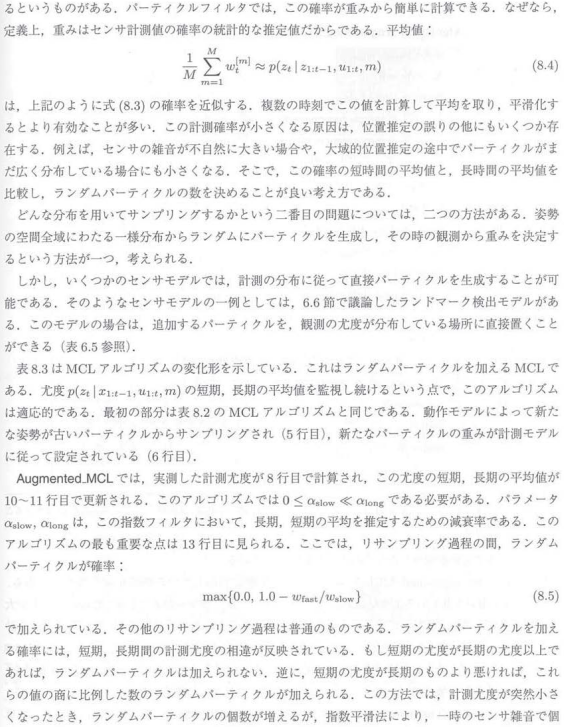 るというものがある．パーティクルフィルタでは，この確率が重みから簡単に計算できる．なぜなら，
定義上，重みはセンサ計測値の確率の統計的な推定値だからである．平均値：
1/M ∑_{m=1}^{M} w_t^{[m]} ≈ p(z_t | z_{1:t−1}, u_{1:t}, m) (8.4)
は，上記のように式 (8.3) の確率を近似する．複数の時刻でこの値を計算して平均を取り，平滑化す
るとより有効なことが多い．この計測確率が小さくなる原因は，位置推定の誤りの他にもいくつか存
在する．例えば，センサの雑音が不自然に大きい場合や，大域的位置推定の途中でパーティクルがま
だ広く分布している場合にも小さくなる．そこで，この確率の短時間の平均値と，長時間の平均値を
比較し，ランダムパーティクルの数を決めることが良い考え方である．
どんな分布を用いてサンプリングするかという二番目の問題については，二つの方法がある．姿勢
の空間全域にわたる一様分布からランダムにパーティクルを生成し，その時の観測から重みを決定す
るという方法が一つ，考えられる．
しかし，いくつかのセンサモデルでは，計測の分布に従って直接パーティクルを生成することが可
能である．そのようなセンサモデルの一例としては，6.6 節で議論したランドマーク検出モデルがあ
る．このモデルの場合は，追加するパーティクルを，観測の尤度が分布している場所に直接置くこと
ができる（表 6.5 参照）．
表 8.3 は MCL アルゴリズムの変化形を示している．これはランダムパーティクルを加える MCL で
ある．尤度 p(z_t | x_{1:t−1}, u_{1:t}, m) の短期，長期の平均値を監視し続けるという点で，このアルゴリズム
は適応的である．最初の部分は表 8.2 の MCL アルゴリズムと同じである．動作モデルによって新た
な姿勢が古いパーティクルからサンプリングされ（5 行目），新たなパーティクルの重みが計測モデル
に従って設定されている（6 行目）．
Augmented_MCL では，実測した計測尤度が 8 行目で計算され，この尤度の短期，長期の平均値が
10〜11 行目で更新される．このアルゴリズムでは 0 ≤ α_slow ≪ α_long である必要がある．パラメータ
α_slow, α_long は，この指数フィルタにおいて，長期，短期の平均を推定するための減衰率である．この
アルゴリズムの最も重要な点は 13 行目に見られる．ここでは，リサンプリング過程の間，ランダム
パーティクルが確率：
max{0.0, 1.0 − w_fast/w_slow} (8.5)
で加えられている．その他のリサンプリング過程は普通のものである．ランダムパーティクルを加え
る確率には，短期，長期間の計測尤度の相違が反映されている．もし短期の尤度が長期の尤度以上で
あれば，ランダムパーティクルは加えられない．逆に，短期の尤度が長期のものより悪ければ，これ
らの値の商に比例した数のランダムパーティクルが加えられる．この方法では，計測尤度が突然小さ
くなったとき，ランダムパーティクルの個数が増えるが，指数平滑法により，一時のセンサ雑音で個